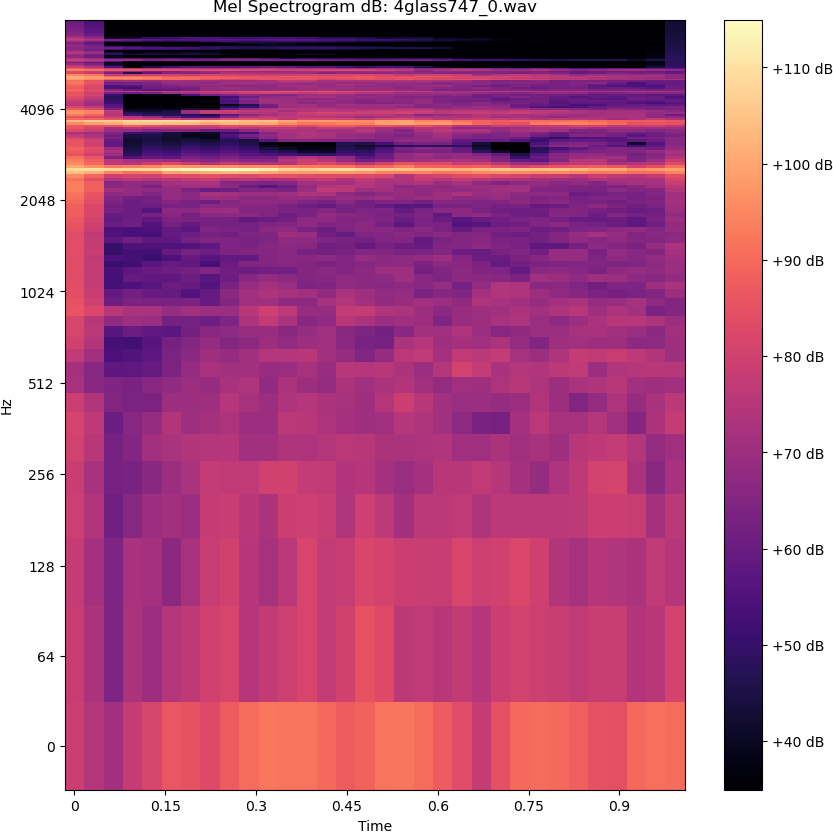 Mel Spectrogram dB: 4glass747_0.wav
+110 dB
4096
+100 dB
2048
+90 dB
1024
+80 dB
512
Hz
+70 dB
256
+60 dB
128
64
+50 dB
0
+40 dB
0 0.15 0.3 0.45 0.6 0.75 0.9
Time